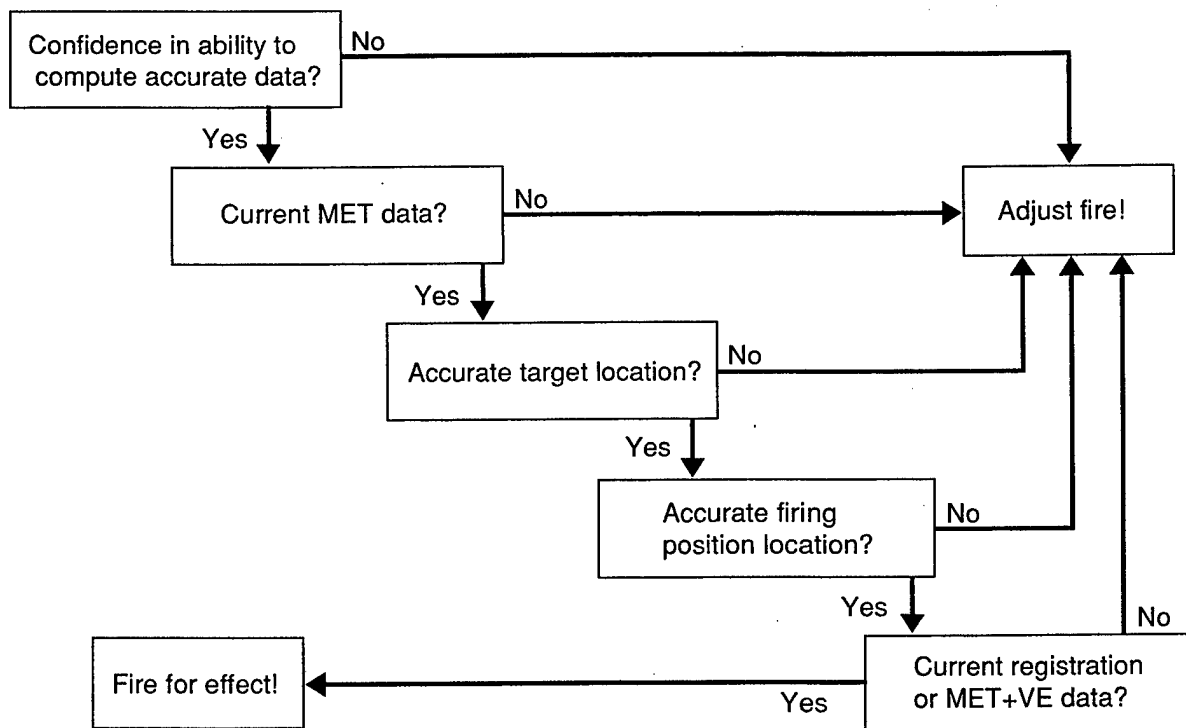 Confidence in ability to
compute accurate data?
No
Yes
Current MET data?
No
Adjust fire!
Yes
Accurate target location?
No
Yes
Accurate firing
position location?
No
Yes
No
Current registration
or MET+VE data?
Yes
Fire for effect!